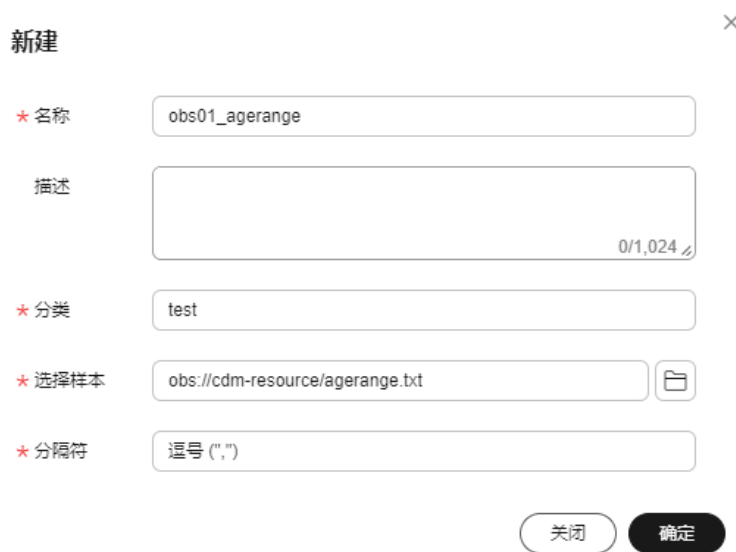 新建
* 名称 obs01_agerange
描述
0/1,024
* 分类 test
* 选择样本 obs://cdm-resource/agerange.txt
* 分隔符 逗号 (",")
关闭 确定